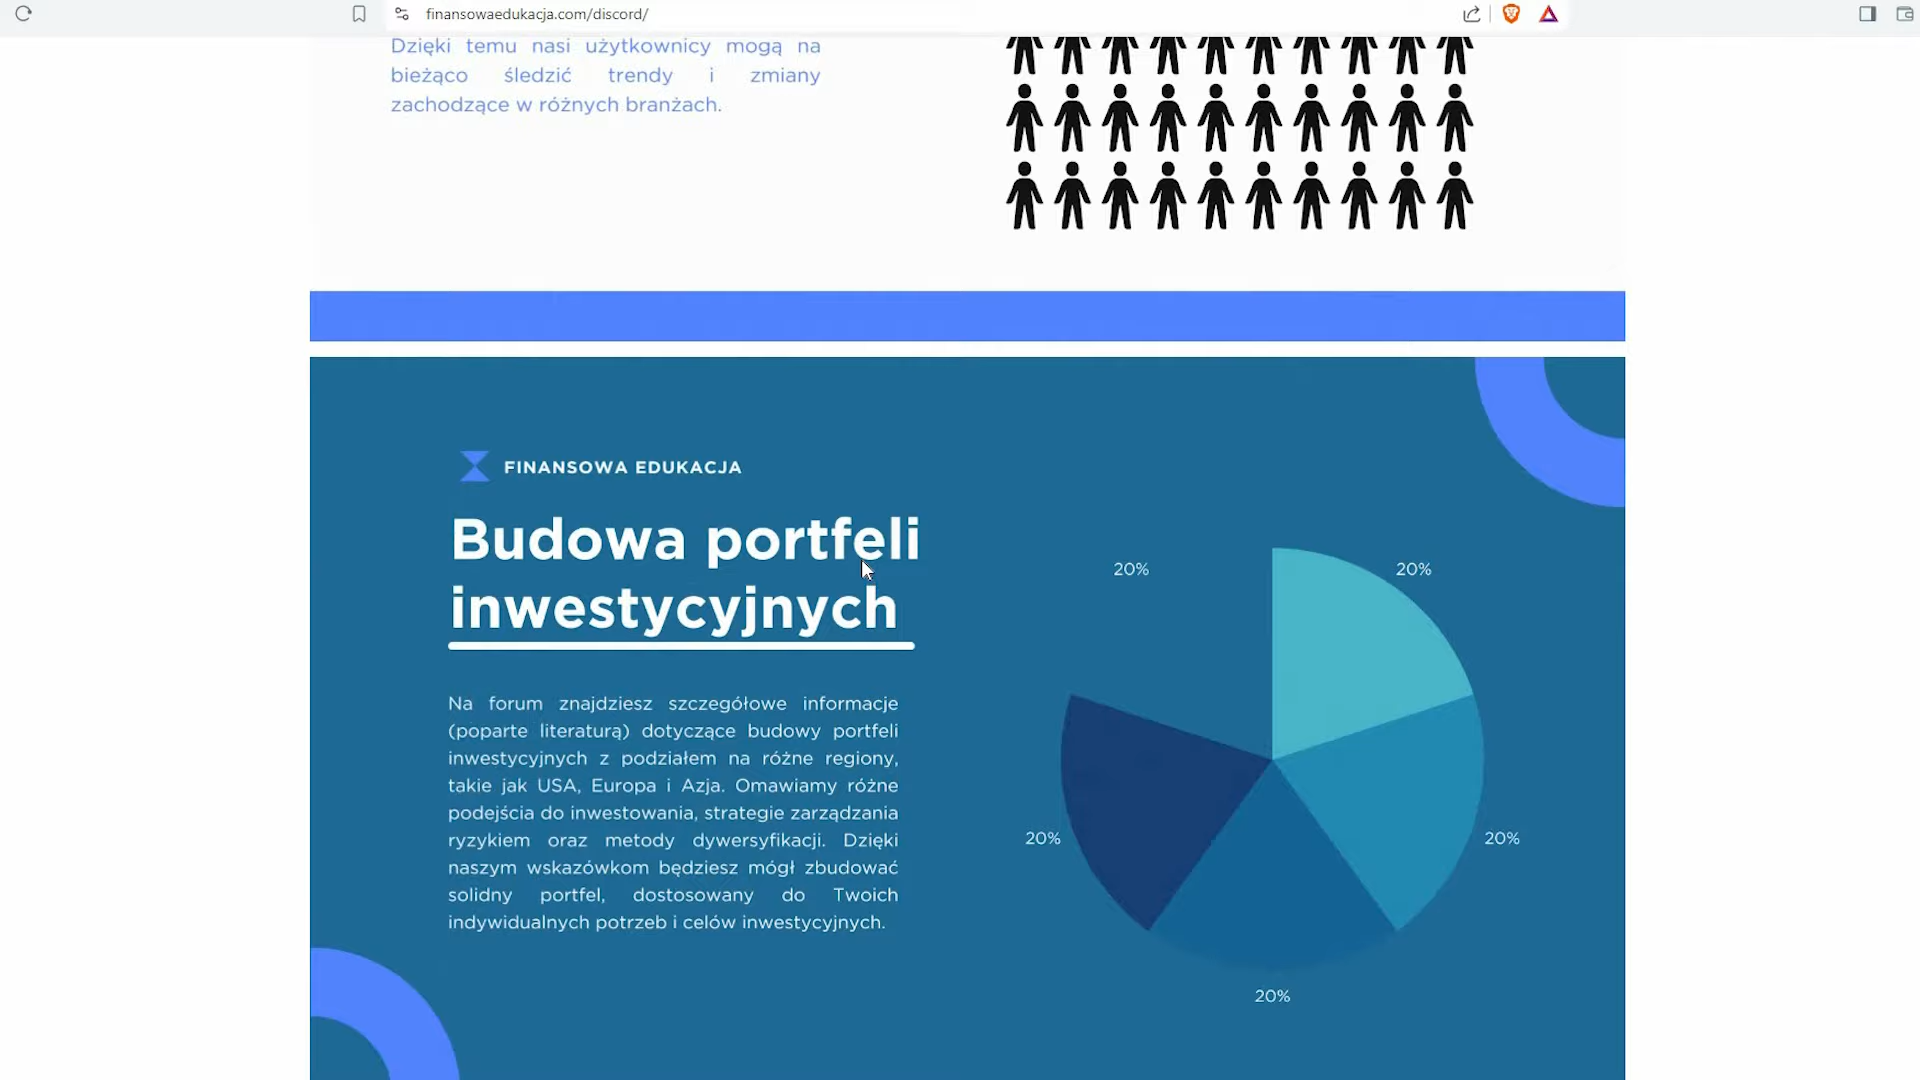 finansowaedukacja.com/discord/
Dzięki temu nasi użytkownicy mogą na
bieżąco śledzić trendy i zmiany
zachodzące w różnych branżach.
FINANSOWA EDUKACJA
Budowa portfeli
inwestycyjnych
Na forum znajdziesz szczegółowe informacje
(poparte literaturą) dotyczące budowy portfeli
inwestycyjnych z podziałem na różne regiony,
takie jak USA, Europa i Azja. Omawiamy różne
podejścia do inwestowania, strategie zarządzania
ryzykiem oraz metody dywersyfikacji. Dzięki
naszym wskazówkom będziesz mógł zbudować
solidny portfel, dostosowany do Twoich
indywidualnych potrzeb i celów inwestycyjnych.
20%
20%
20%
20%
20%